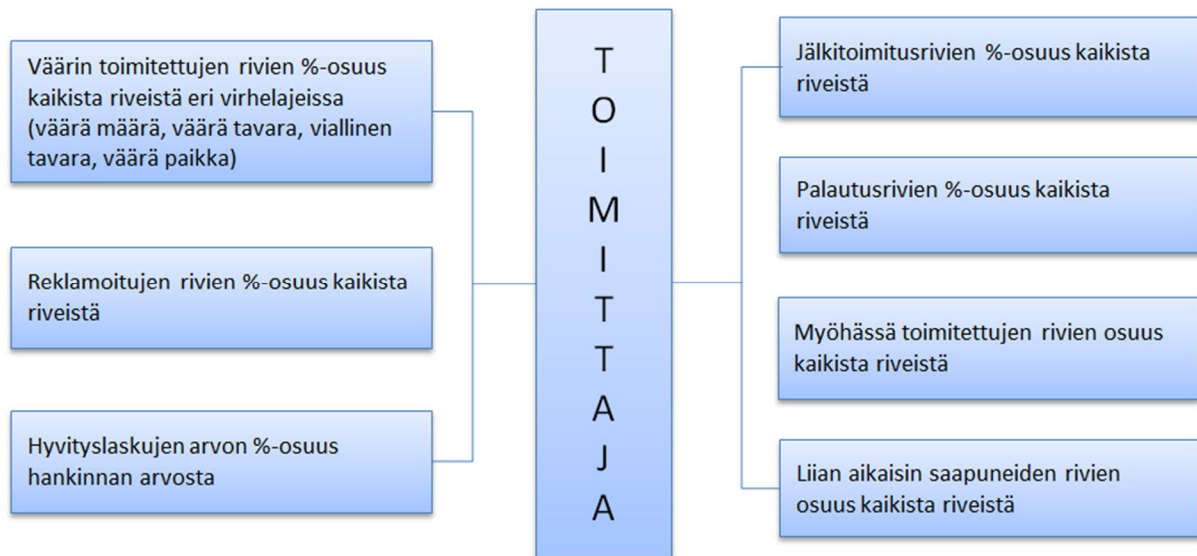 Väärin toimitettujen rivien %-osuus
kaikista riveistä eri virhelajeissa
(väärä määrä, väärä tavara, viallinen
tavara, väärä paikka)
Reklamoitujen rivien %-osuus kaikista
riveistä
Hyvityslaskujen arvon %-osuus
hankinnan arvosta
T
O
I
M
I
T
T
A
J
A
Jälkitoimitusrivien %-osuus kaikista
riveistä
Palautusrivien %-osuus kaikista
riveistä
Myöhässä toimitettujen rivien osuus
kaikista riveistä
Liian aikaisin saapuneiden rivien
osuus kaikista riveistä